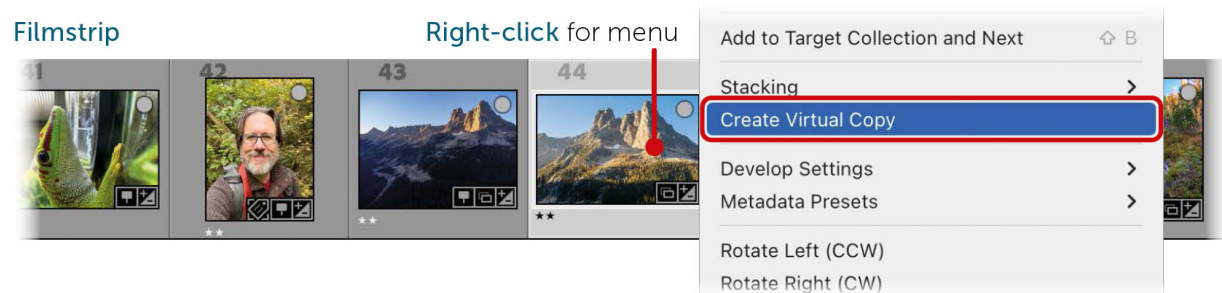 Filmstrip
Right-click for menu
41
42
43
44
Add to Target Collection and Next ⇧ B
Stacking >
Create Virtual Copy
Develop Settings >
Metadata Presets >
Rotate Left (CCW)
Rotate Right (CW)